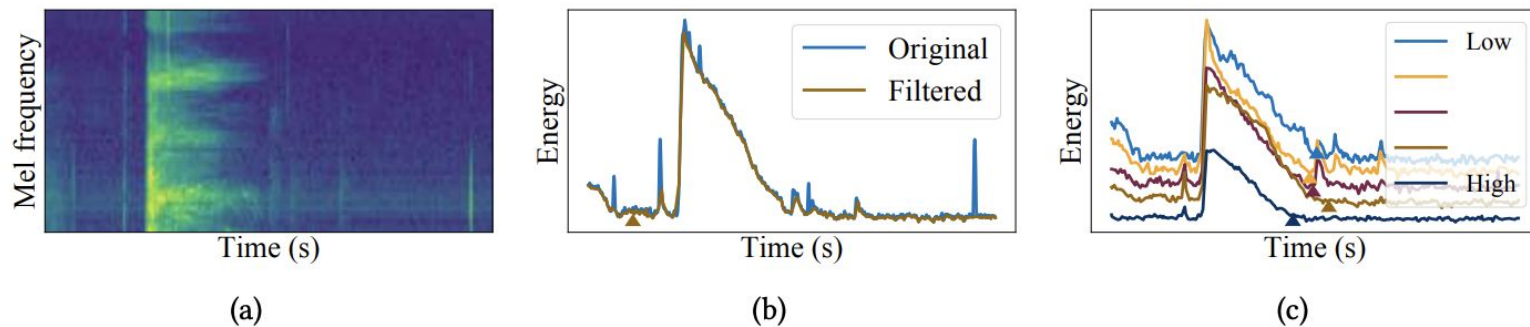 Mel frequency
Time (s)
(a)
Energy
Original
Filtered
Time (s)
(b)
Energy
Low
High
Time (s)
(c)